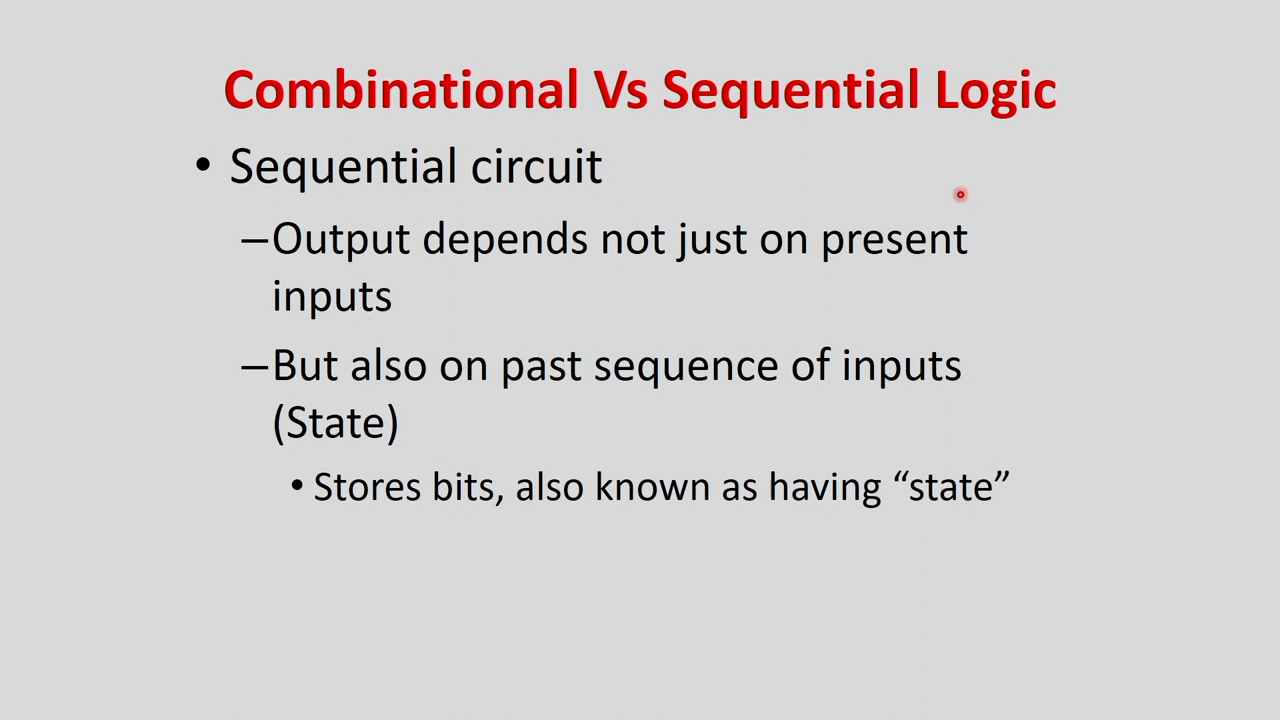 Combinational Vs Sequential Logic
• Sequential circuit
–Output depends not just on present
inputs
–But also on past sequence of inputs
(State)
• Stores bits, also known as having “state”